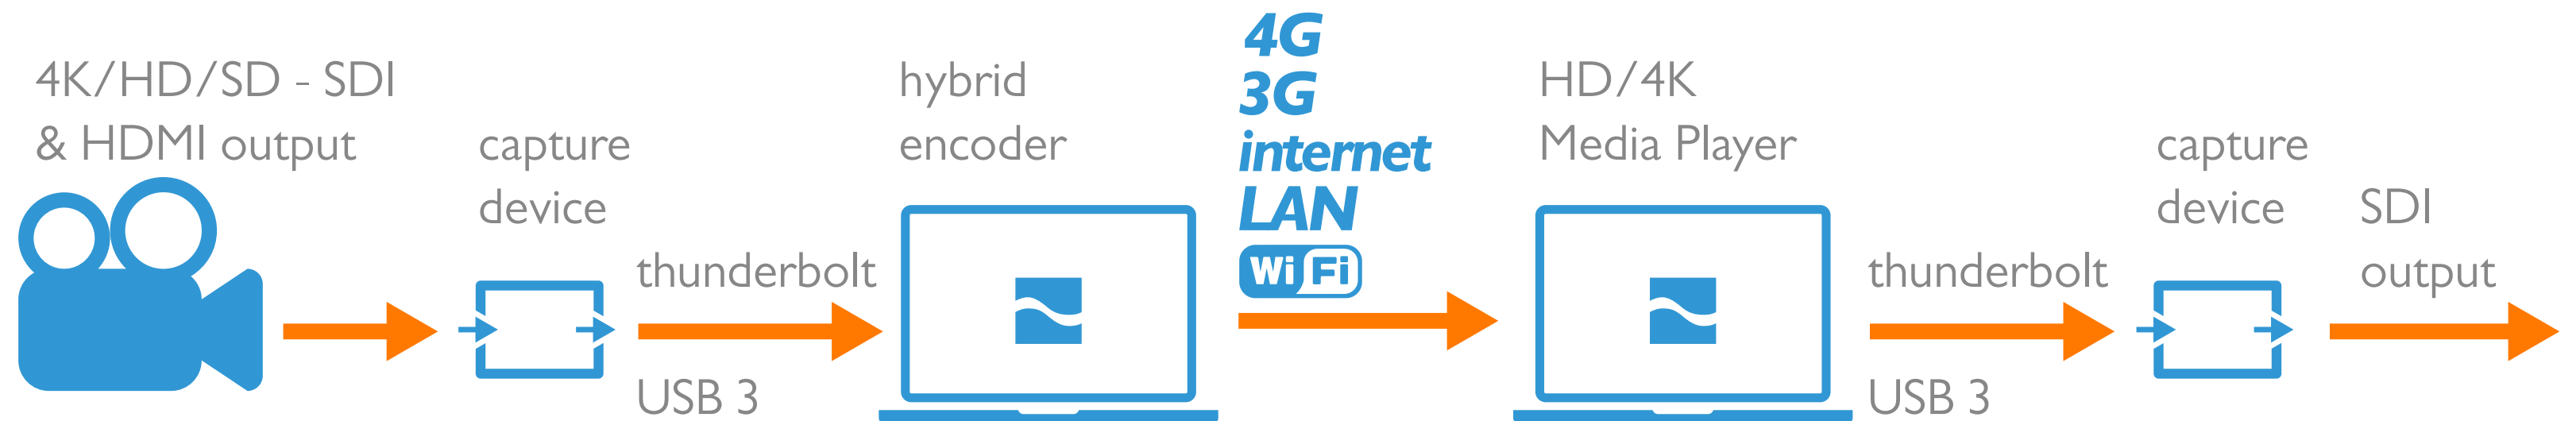 4K/HD/SD - SDI
& HDMI output
capture
device
thunderbolt
USB 3
hybrid
encoder
4G
3G
internet
LAN
Wi Fi
HD/4K
Media Player
thunderbolt
USB 3
capture
device
SDI
output